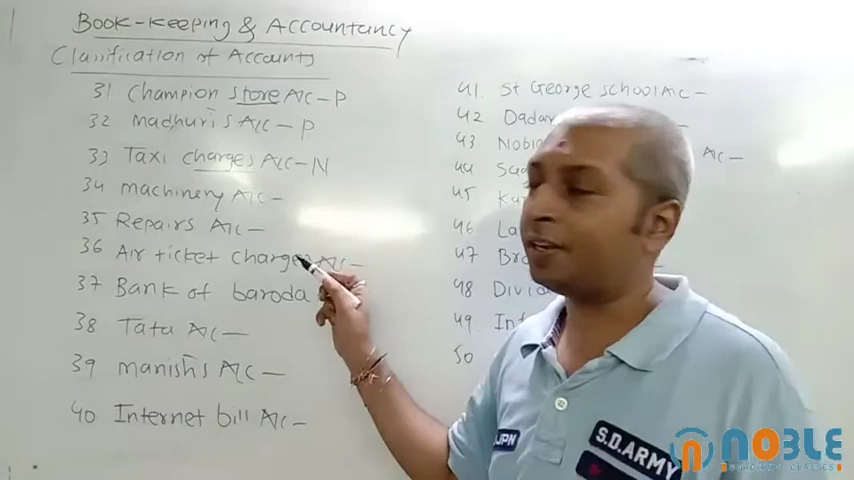 Book-keeping & Accountancy
Classification of Accounts
31 Champion store A/c - P
32 madhuri's A/c - P
33 Taxi charges A/c - N
34 machinery A/c -
35 Repairs A/c -
36 Air ticket charges A/c -
37 Bank of baroda
38 Tata A/c -
39 manish's A/c -
40 Internet bill A/c -
41. St George school A/c -
42 Dadar
43
A/c -
44
45
46
47
48
49
50
JPN
S.D.ARMY
nOBLE